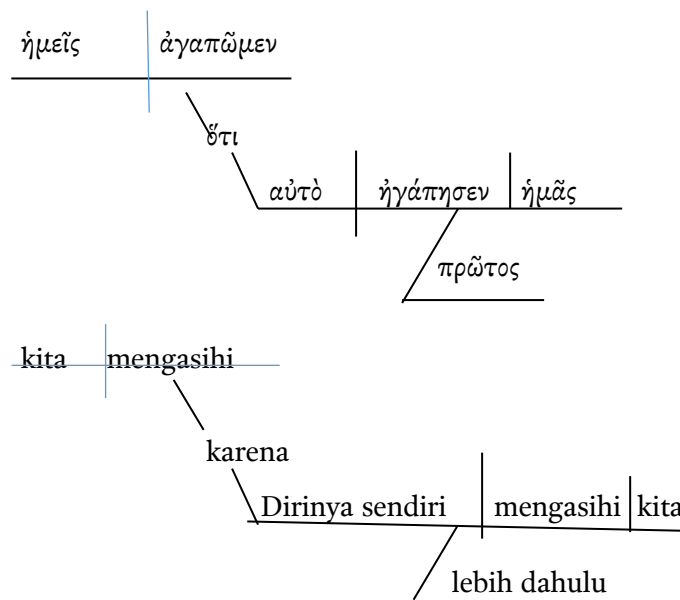 ἡμεῖς ἀγαπῶμεν
ὅτι
αὐτὸ ἠγάπησεν ἡμᾶς
πρῶτος
kita mengasihi
karena
Dirinya sendiri mengasihi kita
lebih dahulu